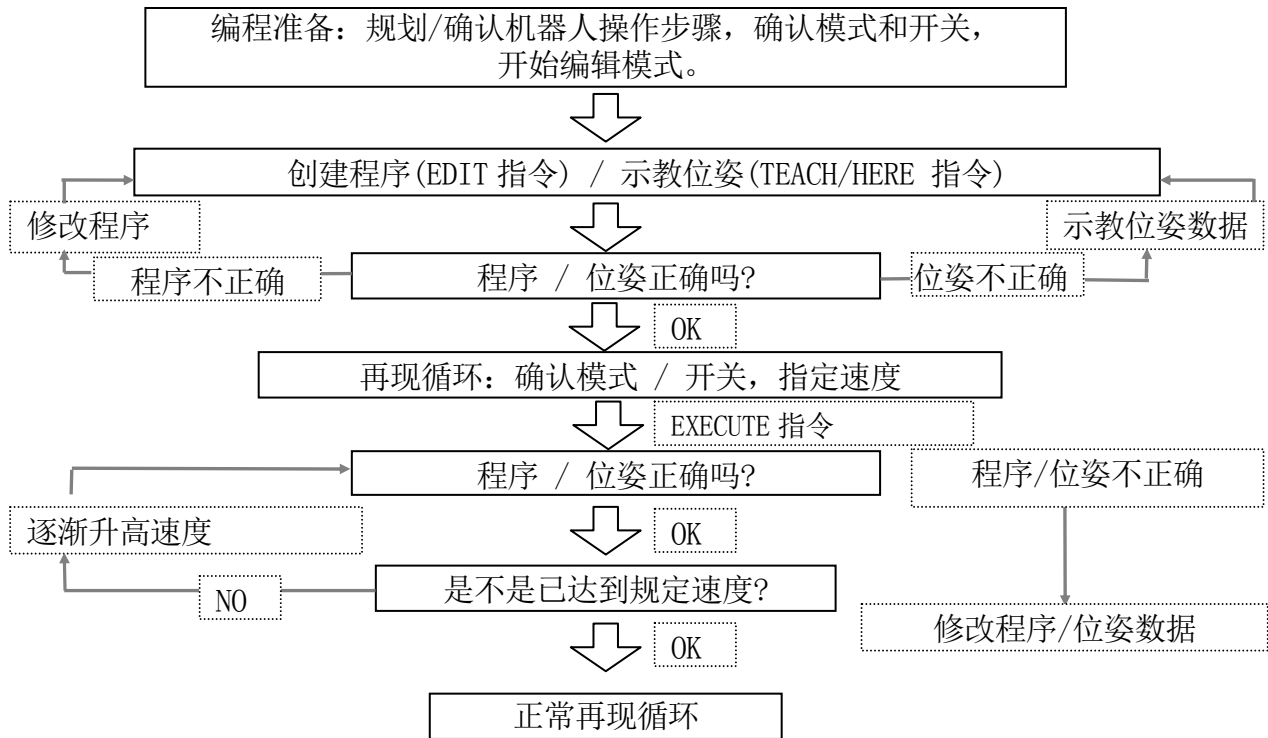 编程准备：规划/确认机器人操作步骤，确认模式和开关，
开始编辑模式。
创建程序(EDIT 指令) / 示教位姿(TEACH/HERE 指令)
修改程序
示教位姿数据
程序不正确
程序 / 位姿正确吗?
位姿不正确
OK
再现循环：确认模式 / 开关，指定速度
EXECUTE 指令
程序 / 位姿正确吗?
程序/位姿不正确
逐渐升高速度
OK
NO
是不是已达到规定速度?
修改程序/位姿数据
OK
正常再现循环